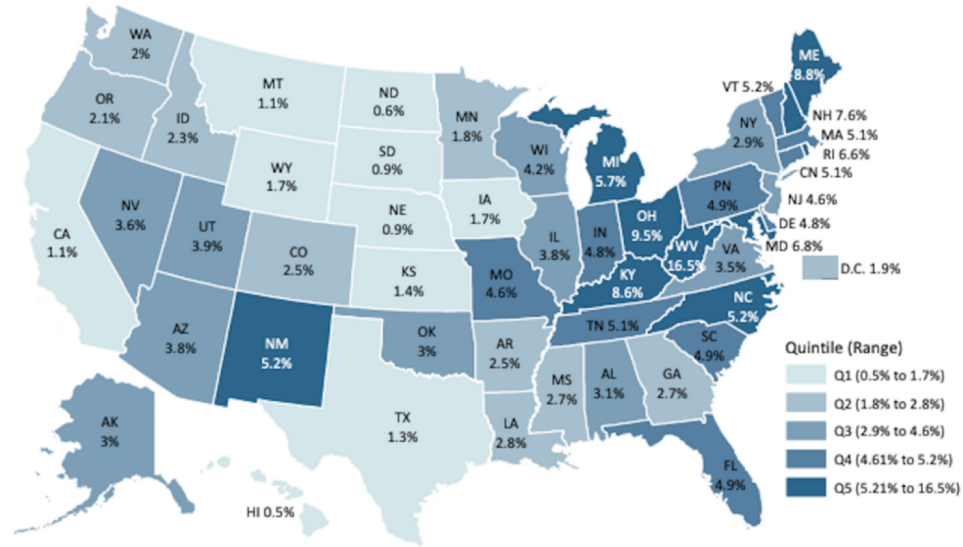 WA
2%
OR
2.1%
ID
2.3%
MT
1.1%
ND
0.6%
MN
1.8%
SD
0.9%
WY
1.7%
WI
4.2%
MI
5.7%
NY
2.9%
VT 5.2%
ME
8.8%
NH 7.6%
MA 5.1%
RI 6.6%
CN 5.1%
NJ 4.6%
DE 4.8%
MD 6.8%
D.C. 1.9%
NV
3.6%
UT
3.9%
CA
1.1%
CO
2.5%
NE
0.9%
IA
1.7%
KS
1.4%
MO
4.6%
IL
3.8%
IN
4.8%
OH
9.5%
PN
4.9%
WV
16.5%
VA
3.5%
KY
8.6%
NC
5.2%
TN 5.1%
SC
4.9%
AZ
3.8%
NM
5.2%
OK
3%
AR
2.5%
MS
2.7%
AL
3.1%
GA
2.7%
TX
1.3%
LA
2.8%
FL
4.9%
AK
3%
HI 0.5%
Quintile (Range)
Q1 (0.5% to 1.7%)
Q2 (1.8% to 2.8%)
Q3 (2.9% to 4.6%)
Q4 (4.61% to 5.2%)
Q5 (5.21% to 16.5%)